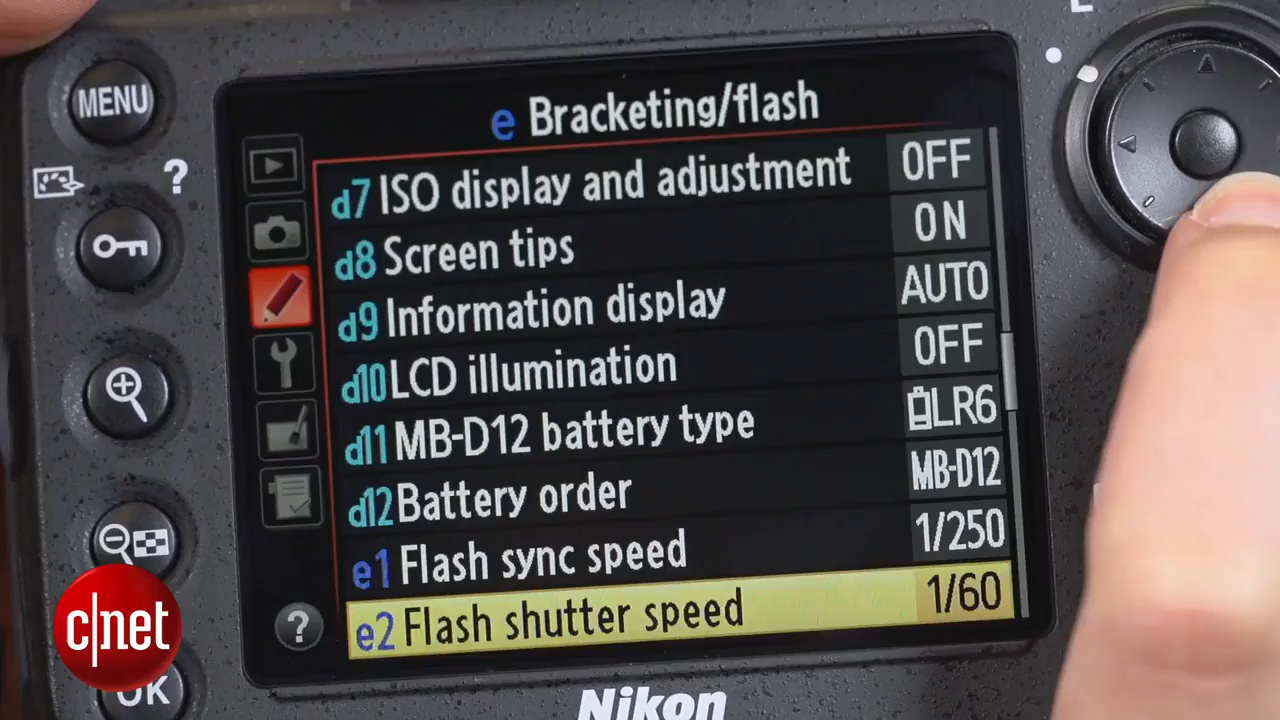 MENU
?
e Bracketing/flash
d7 ISO display and adjustment OFF
d8 Screen tips ON
d9 Information display AUTO
d10 LCD illumination OFF
d11 MB-D12 battery type LR6
d12 Battery order MB-D12
e1 Flash sync speed 1/250
e2 Flash shutter speed 1/60
?
c|net
OK
Nikon
L